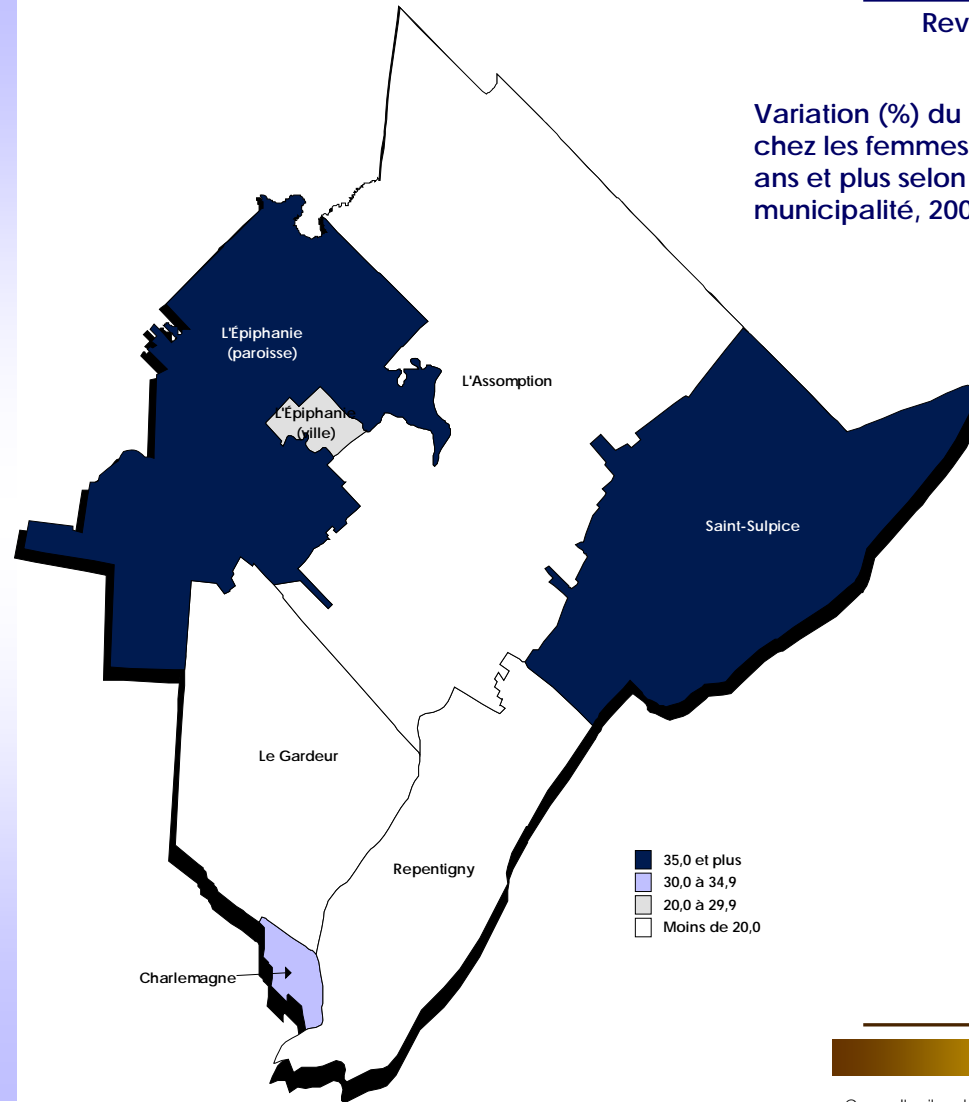 Rev
Variation (%) du
chez les femmes
ans et plus selon
municipalité, 200
L'Épiphanie
(paroisse)
L'Assomption
L'Épiphanie
(ville)
Saint-Sulpice
Le Gardeur
Repentigny
35,0 et plus
30,0 à 34,9
20,0 à 29,9
Moins de 20,0
Charlemagne